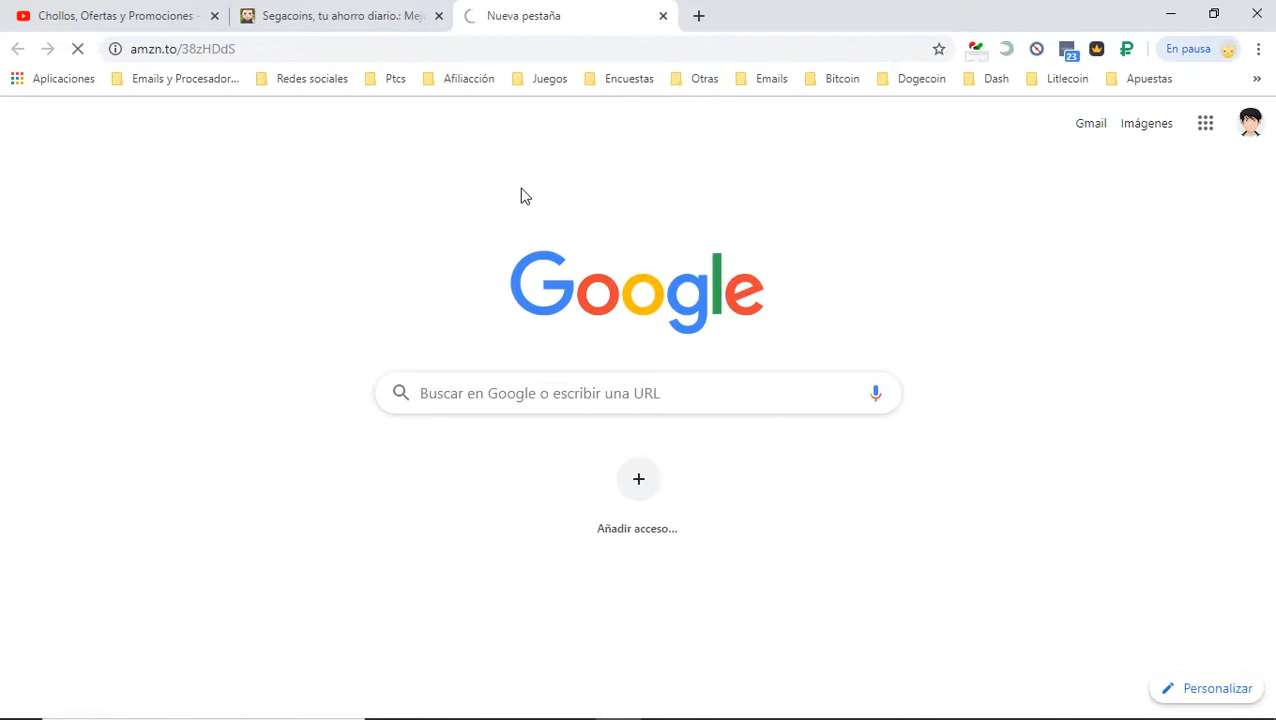 Chollos, Ofertas y Promociones - Segacoins, tu ahorro diario.: Mej Nueva pestaña
amzn.to/38zHDdS 23 En pausa
Aplicaciones Emails y Procesador... Redes sociales Ptcs Afiliacción Juegos Encuestas Otras Emails Bitcoin Dogecoin Dash Litlecoin Apuestas »
Gmail Imágenes
Google
Buscar en Google o escribir una URL
Añadir acceso...
Personalizar